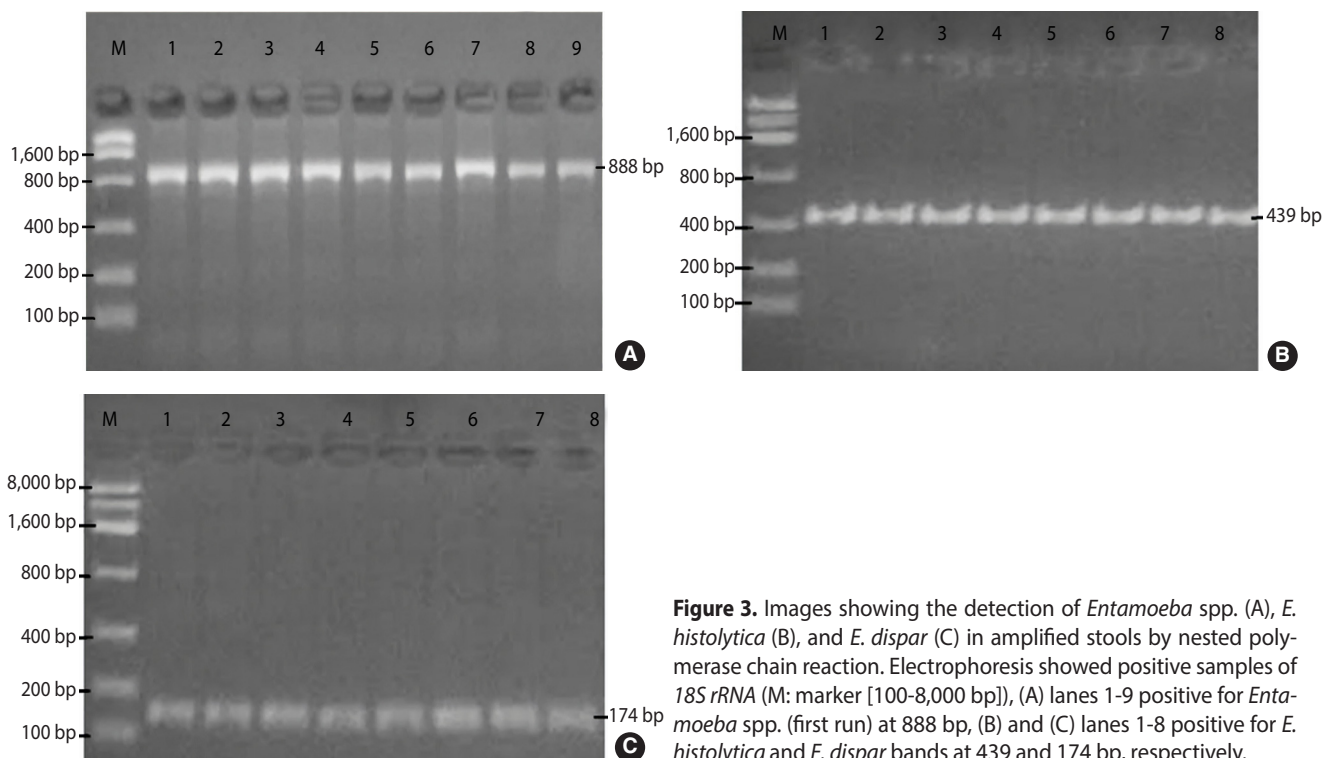 M 1 2 3 4 5 6 7 8 9
1,600 bp
800 bp
888 bp
400 bp
200 bp
100 bp
A
M 1 2 3 4 5 6 7 8
1,600 bp
800 bp
400 bp
439 bp
200 bp
100 bp
B
M 1 2 3 4 5 6 7 8
8,000 bp
1,600 bp
800 bp
400 bp
200 bp
174 bp
100 bp
C
Figure 3. Images showing the detection of Entamoeba spp. (A), E.
histolytica (B), and E. dispar (C) in amplified stools by nested poly-
merase chain reaction. Electrophoresis showed positive samples of
18S rRNA (M: marker [100-8,000 bp]), (A) lanes 1-9 positive for Enta-
moeba spp. (first run) at 888 bp, (B) and (C) lanes 1-8 positive for E.
histolytica and E. dispar bands at 439 and 174 bp, respectively.